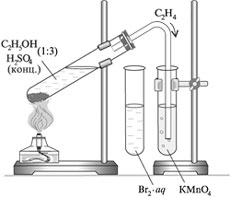 C₂H₄
C₂H₅OH (1:3)
H₂SO₄
(конц.)
Br₂·aq KMnO₄